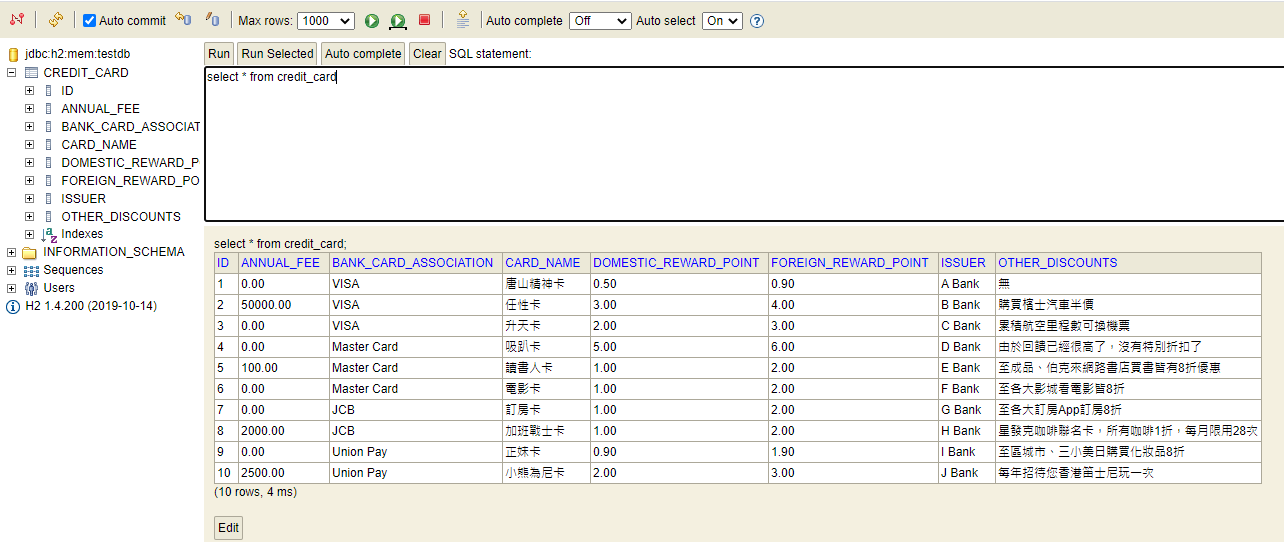 Auto commit Max rows: 1000 Auto complete Off Auto select On
jdbc:h2:mem:testdb
CREDIT_CARD
ID
ANNUAL_FEE
BANK_CARD_ASSOCIAT
CARD_NAME
DOMESTIC_REWARD_P
FOREIGN_REWARD_PO
ISSUER
OTHER_DISCOUNTS
Indexes
INFORMATION_SCHEMA
Sequences
Users
H2 1.4.200 (2019-10-14)
Run Run Selected Auto complete Clear SQL statement:
select * from credit_card
select * from credit_card;
ID ANNUAL_FEE BANK_CARD_ASSOCIATION CARD_NAME DOMESTIC_REWARD_POINT FOREIGN_REWARD_POINT ISSUER OTHER_DISCOUNTS
1 0.00 VISA 唐山精神卡 0.50 0.90 A Bank 無
2 50000.00 VISA 任性卡 3.00 4.00 B Bank 購買檳士汽車半價
3 0.00 VISA 升天卡 2.00 3.00 C Bank 累積航空里程數可換機票
4 0.00 Master Card 吸趴卡 5.00 6.00 D Bank 由於回饋已經很高了，沒有特別折扣了
5 100.00 Master Card 讀書人卡 1.00 2.00 E Bank 至成品、伯克來網路書店買書皆有8折優惠
6 0.00 Master Card 電影卡 1.00 2.00 F Bank 至各大影城看電影皆8折
7 0.00 JCB 訂房卡 1.00 2.00 G Bank 至各大訂房App訂房8折
8 2000.00 JCB 加班戰士卡 1.00 2.00 H Bank 星發克咖啡聯名卡，所有咖啡1折，每月限用28次
9 0.00 Union Pay 正妹卡 0.90 1.90 I Bank 至區城市、三小美日購買化妝品8折
10 2500.00 Union Pay 小熊為尼卡 2.00 3.00 J Bank 每年招待您香港笛士尼玩一次
(10 rows, 4 ms)
Edit